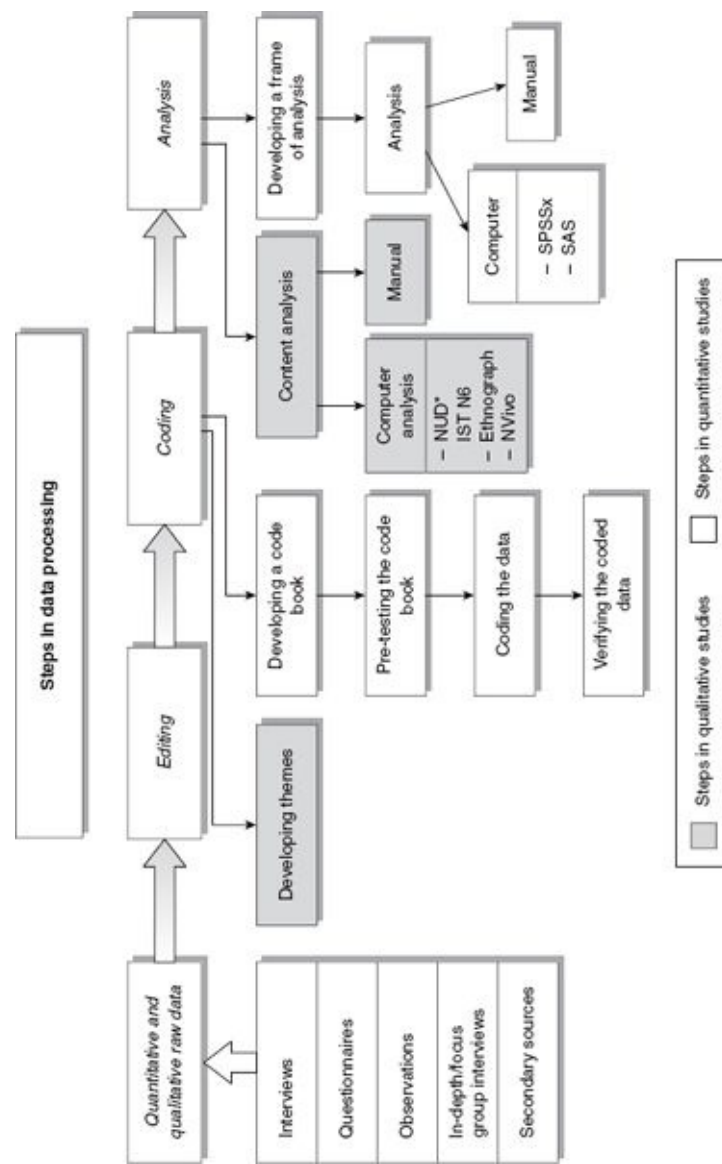 Steps in data processing
Quantitative and
qualitative raw data
Editing
Coding
Analysis
Interviews
Questionnaires
Observations
In-depth/focus
group interviews
Secondary sources
Developing themes
Developing a code
book
Pre-testing the code
book
Coding the data
Verifying the coded
data
Content analysis
Computer
analysis
– NUD*
IST N6
– Ethnograph
– NVivo
Manual
Developing a frame
of analysis
Analysis
Computer
– SPSSx
– SAS
Manual
Steps in qualitative studies
Steps in quantitative studies